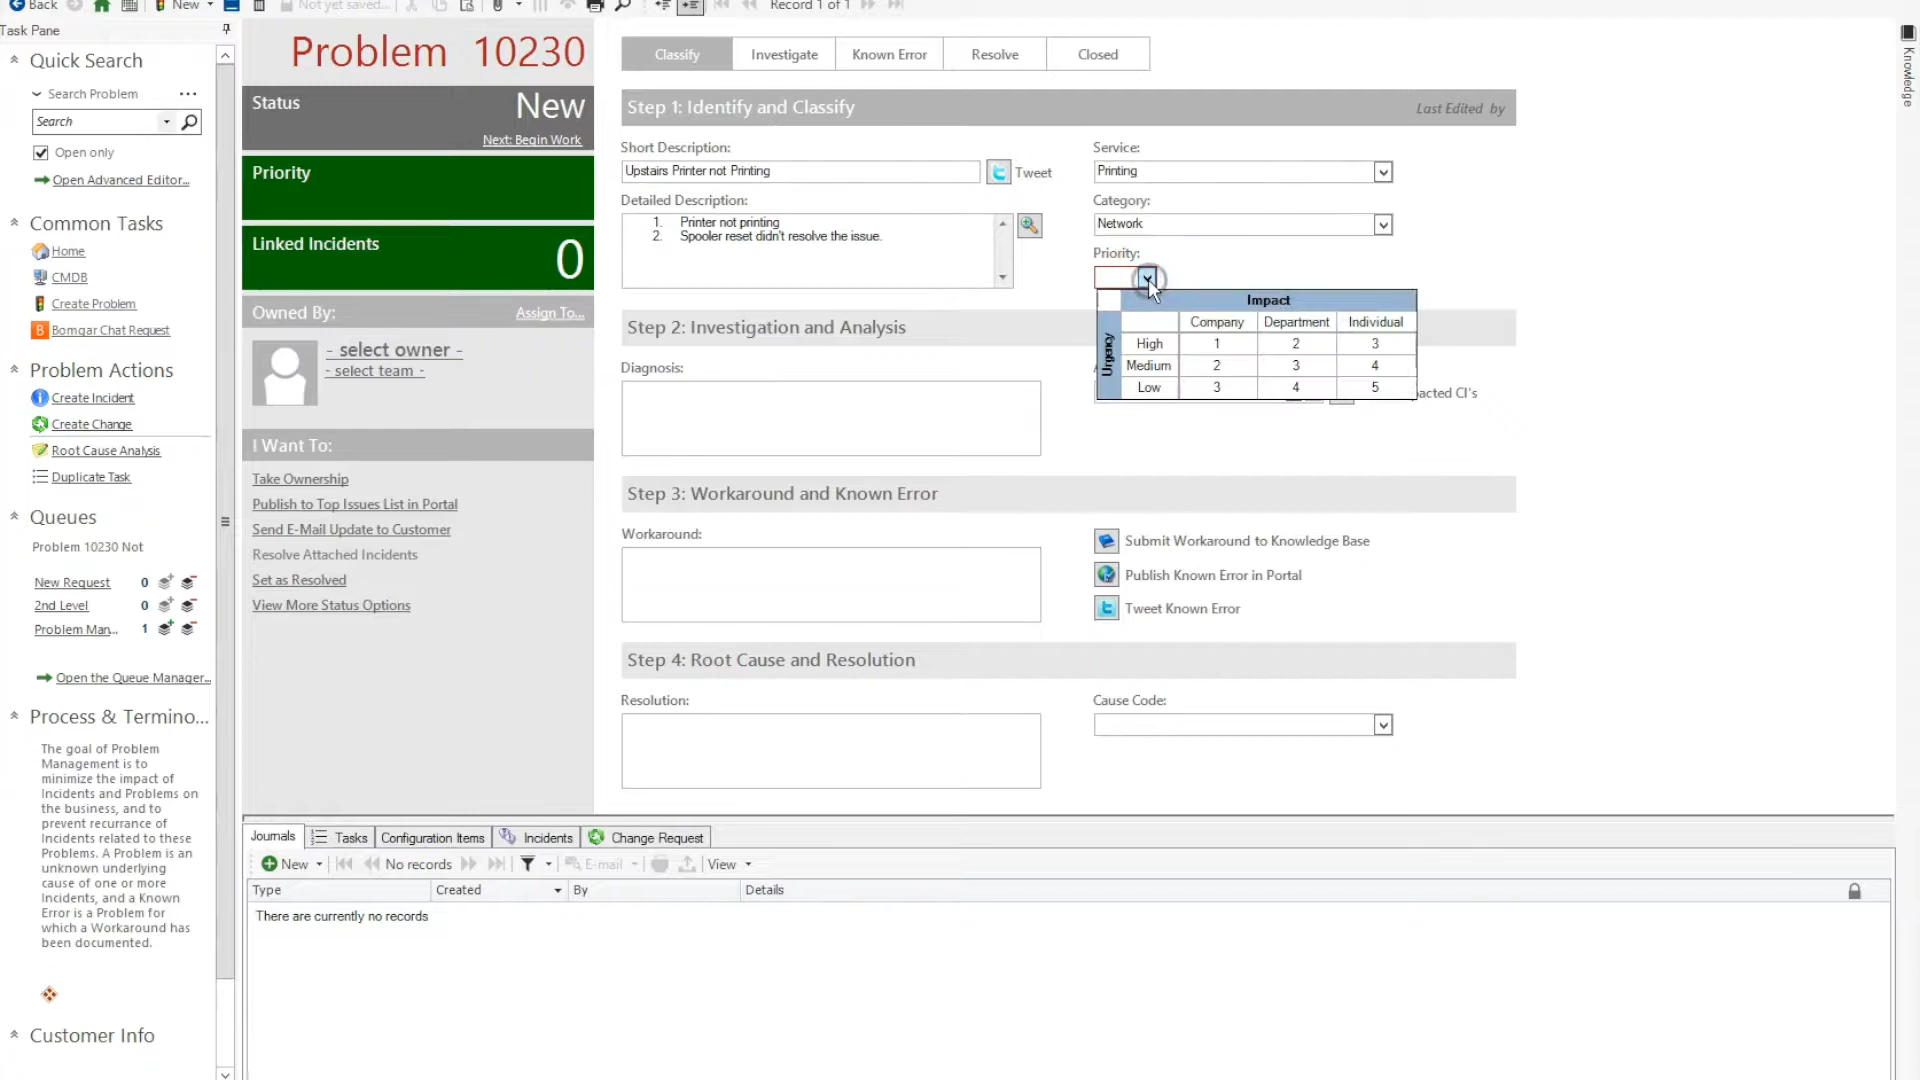 Back
New
Not yet saved...
Record 1 of 1
Task Pane
Quick Search
Search Problem
Search
Open only
Open Advanced Editor...
Common Tasks
Home
CMDB
Create Problem
B Bomgar Chat Request
Problem Actions
Create Incident
Create Change
Root Cause Analysis
Duplicate Task
Queues
Problem 10230 Not
New Request 0
2nd Level 0
Problem Man... 1
Open the Queue Manager...
Process & Termino...
The goal of Problem
Management is to
minimize the impact of
Incidents and Problems on
the business, and to
prevent recurrance of
Incidents related to these
Problems. A Problem is an
unknown underlying
cause of one or more
Incidents, and a Known
Error is a Problem for
which a Workaround has
been documented.
Customer Info
Problem 10230
Status
New
Next: Begin Work
Priority
Linked Incidents
0
Owned By:
Assign To...
- select owner -
- select team -
I Want To:
Take Ownership
Publish to Top Issues List in Portal
Send E-Mail Update to Customer
Resolve Attached Incidents
Set as Resolved
View More Status Options
Classify Investigate Known Error Resolve Closed
Step 1: Identify and Classify
Last Edited by
Short Description:
Upstairs Printer not Printing
Tweet
Detailed Description:
1. Printer not printing
2. Spooler reset didn't resolve the issue.
Service:
Printing
Category:
Network
Priority:
Impact
Urgency
Company Department Individual
High 1 2 3
Medium 2 3 4
Low 3 4 5
Step 2: Investigation and Analysis
Diagnosis:
acted CI's
Step 3: Workaround and Known Error
Workaround:
Submit Workaround to Knowledge Base
Publish Known Error in Portal
Tweet Known Error
Step 4: Root Cause and Resolution
Resolution:
Cause Code:
Journals Tasks Configuration Items Incidents Change Request
New No records E-mail View
Type Created By Details
There are currently no records
Knowledge